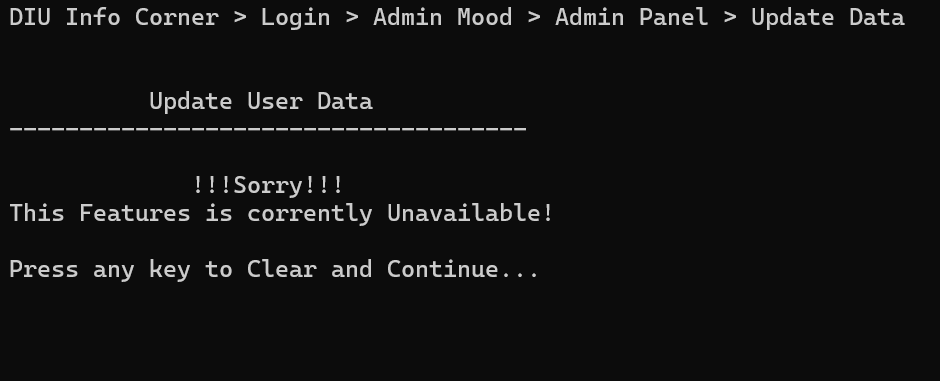 DIU Info Corner > Login > Admin Mood > Admin Panel > Update Data
Update User Data
-------------------------------------
!!!Sorry!!!
This Features is corrently Unavailable!
Press any key to Clear and Continue...